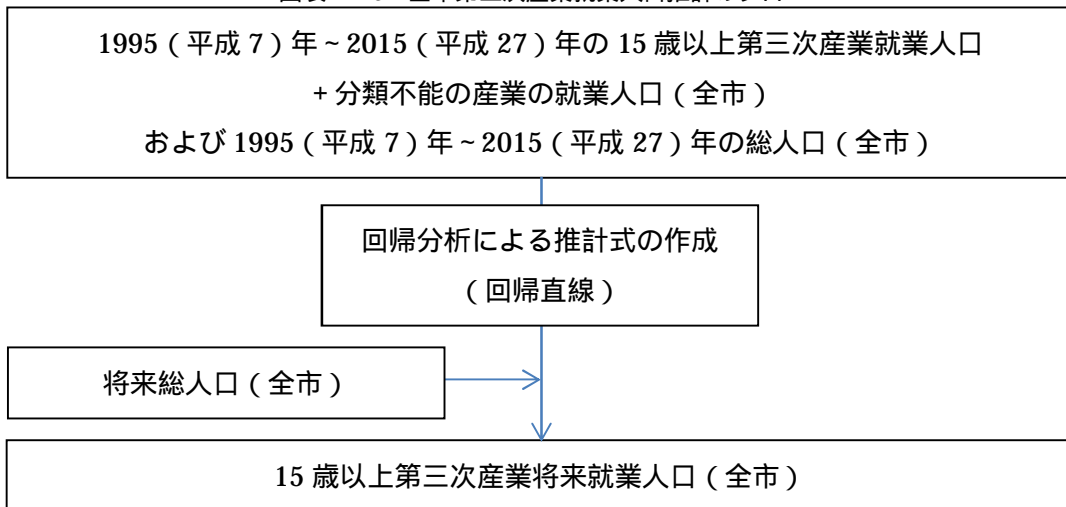 1995（平成 7）年~2015（平成 27）年の 15 歳以上第三次産業就業人口
+ 分類不能の産業の就業人口（全市）
および 1995（平成 7）年~2015（平成 27）年の総人口（全市）
回帰分析による推計式の作成
（回帰直線）
将来総人口（全市）
15 歳以上第三次産業将来就業人口（全市）